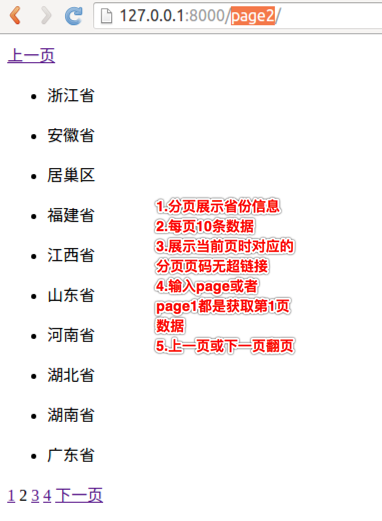 127.0.0.1:8000/page2/
上一页
浙江省
安徽省
居巢区
福建省
江西省
山东省
河南省
湖北省
湖南省
广东省
1.分页展示省份信息
2.每页10条数据
3.展示当前页时对应的
分页页码无超链接
4.输入page或者
page1都是获取第1页
数据
5.上一页或下一页翻页
1 2 3 4 下一页